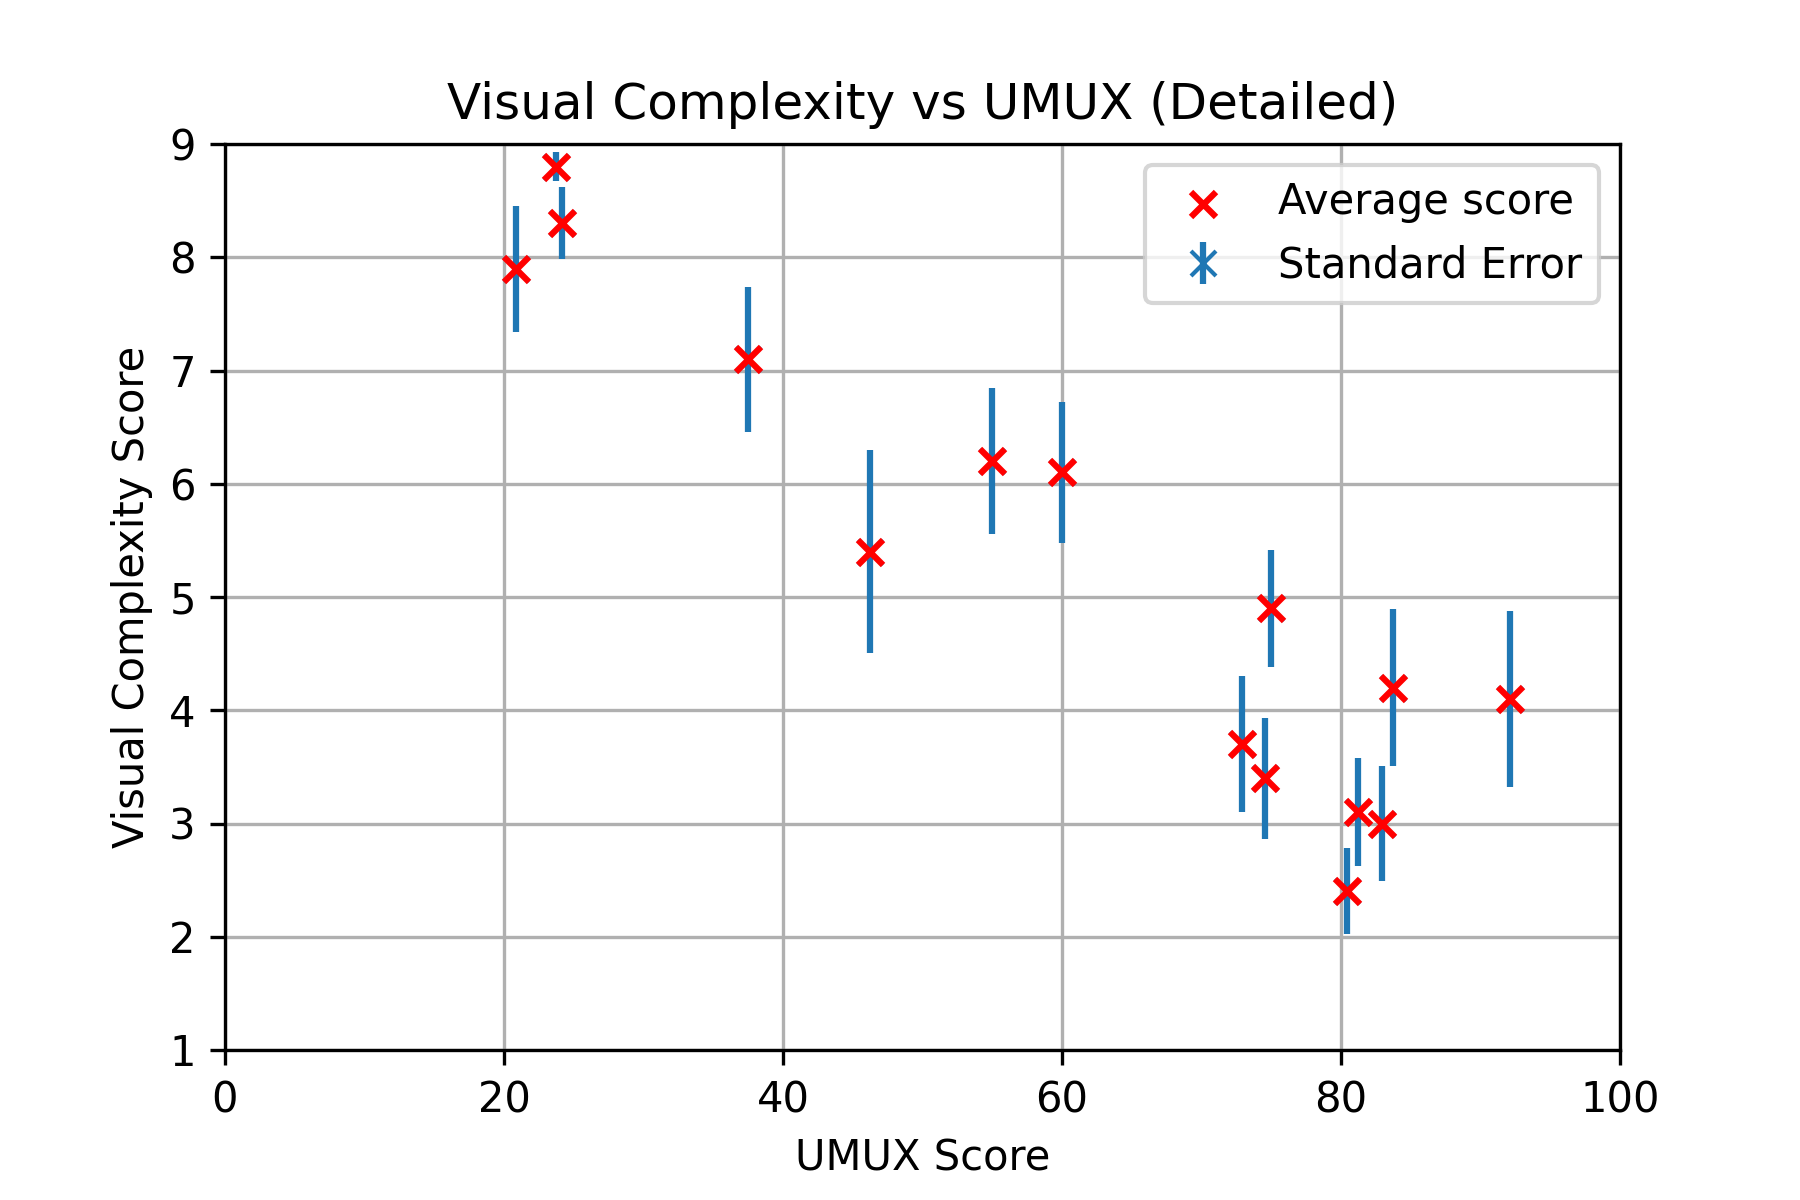 Visual Complexity vs UMUX (Detailed)
Average score
Standard Error
Visual Complexity Score
9
8
7
6
5
4
3
2
1
0 20 40 60 80 100
UMUX Score